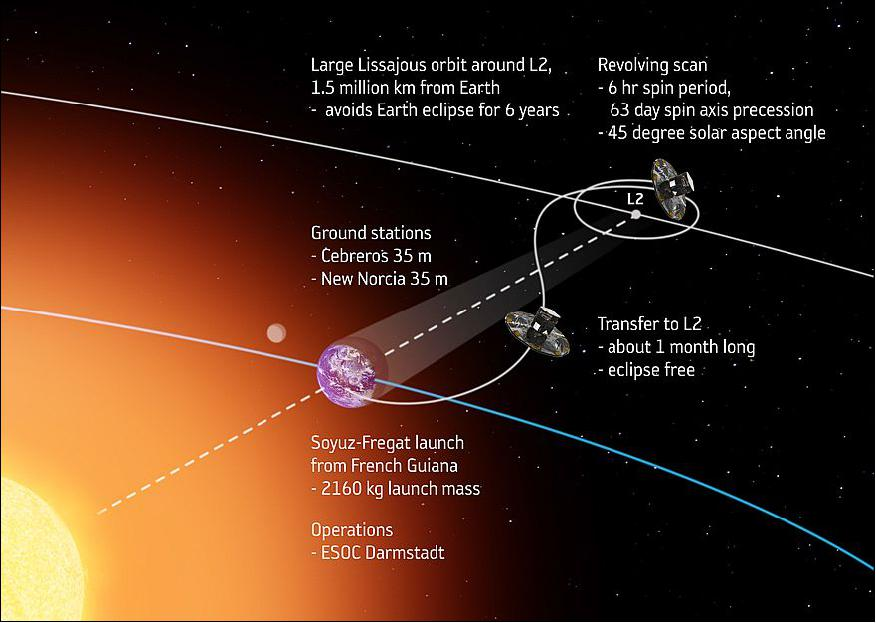 Large Lissajous orbit around L2,
1.5 million km from Earth
- avoids Earth eclipse for 6 years
Revolving scan
- 6 hr spin period,
63 day spin axis precession
- 45 degree solar aspect angle
L2
Ground stations
- Cebreros 35 m
- New Norcia 35 m
Transfer to L2
- about 1 month long
- eclipse free
Soyuz-Fregat launch
from French Guiana
- 2160 kg launch mass
Operations
- ESOC Darmstadt